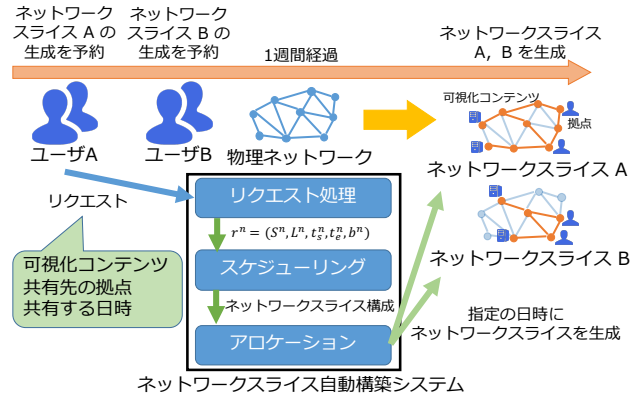 ネットワーク
スライス A の
生成を予約
ネットワーク
スライス B の
生成を予約
1週間経過
ネットワークスライス
A, B を生成
ユーザA
ユーザB
物理ネットワーク
可視化コンテンツ
拠点
ネットワークスライス A
リクエスト
リクエスト処理
r^n = (S^n, L^n, t_s^n, t_e^n, b^n)
可視化コンテンツ
共有先の拠点
共有する日時
スケジューリング
ネットワークスライス B
ネットワークスライス構成
アロケーション
指定の日時に
ネットワークスライスを生成
ネットワークスライス自動構築システム